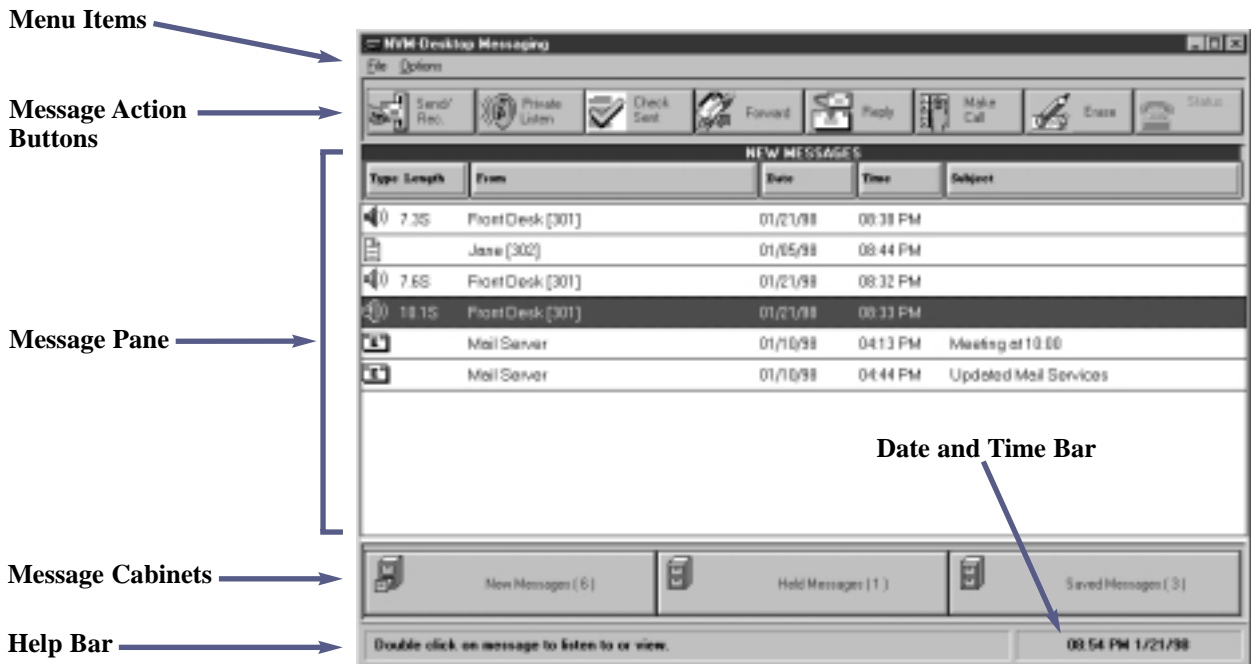 Menu Items
NVM-Desktop Messaging
File Options
Message Action
Buttons
Send/
Rec.
Private
Listen
Check
Sent
Forward
Reply
Make
Call
Erase
Status
NEW MESSAGES
Type Length From Date Time Subject
7.3S Front Desk [301] 01/21/98 08:38 PM
Jane [302] 01/05/98 08:44 PM
7.6S Front Desk [301] 01/21/98 08:32 PM
10.1S Front Desk [301] 01/21/98 08:33 PM
Message Pane
Mail Server 01/10/98 04:13 PM Meeting at 10:00
Mail Server 01/10/98 04:44 PM Updated Mail Services
Date and Time Bar
Message Cabinets
New Messages ( 6 ) Held Messages ( 1 ) Saved Messages ( 3 )
Help Bar
Double click on message to listen to or view. 08:54 PM 1/21/98